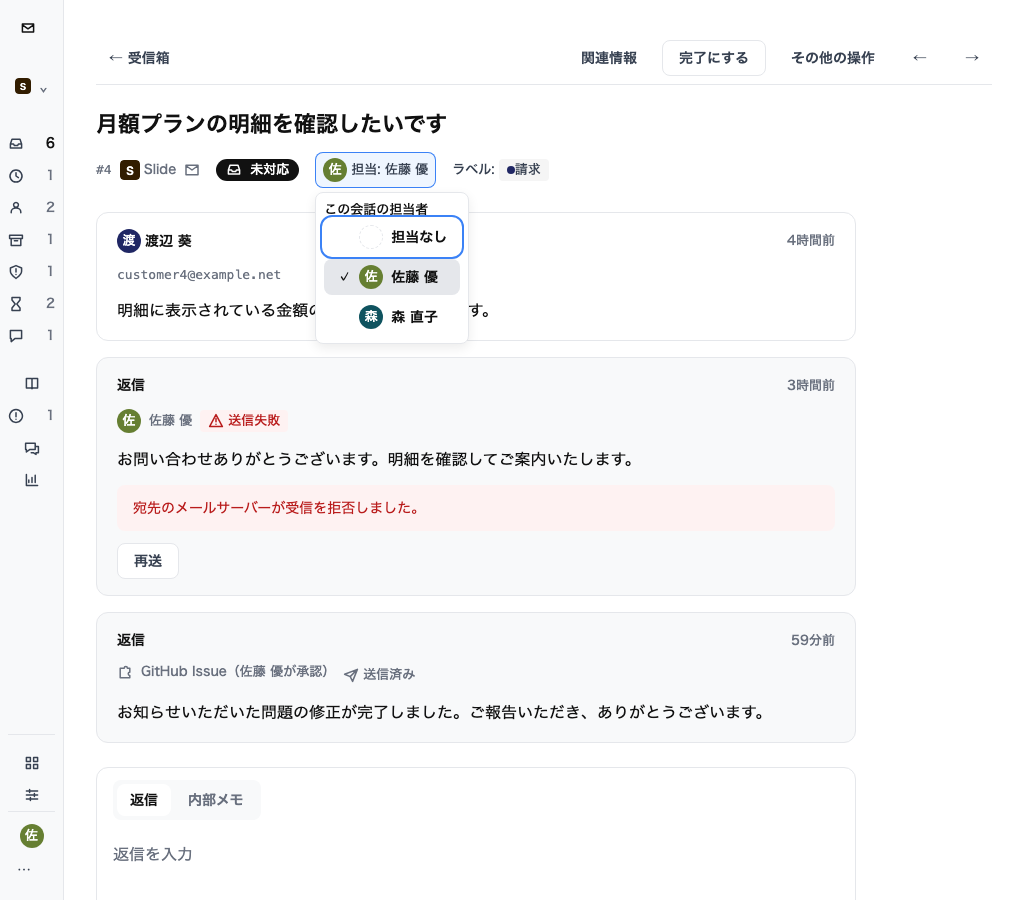 ← 受信箱
関連情報
完了にする
その他の操作
←
→
S
6
1
2
1
1
2
1
1
佐
…
月額プランの明細を確認したいです
#4 S Slide 未対応 佐 担当: 佐藤 優 ラベル: 請求
この会話の担当者
担当なし
✓ 佐 佐藤 優
森 森 直子
渡 渡辺 葵 4時間前
customer4@example.net
明細に表示されている金額の
す。
返信 3時間前
佐 佐藤 優 送信失敗
お問い合わせありがとうございます。明細を確認してご案内いたします。
宛先のメールサーバーが受信を拒否しました。
再送
返信 59分前
GitHub Issue（佐藤 優が承認） 送信済み
お知らせいただいた問題の修正が完了しました。ご報告いただき、ありがとうございます。
返信 内部メモ
返信を入力